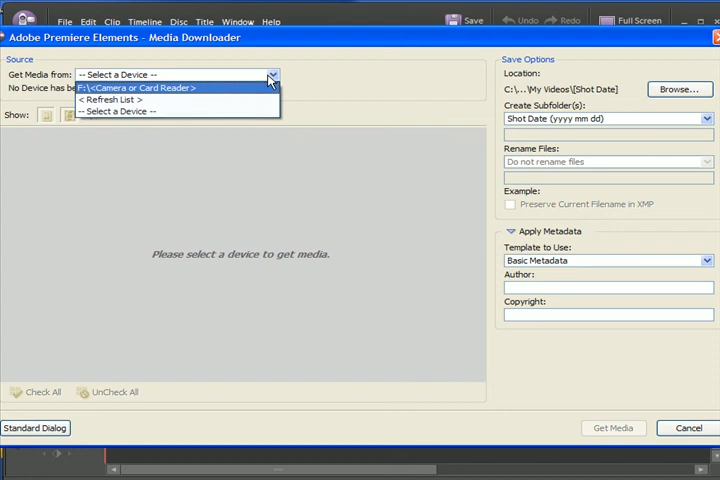 File Edit Clip Timeline Disc Title Window Help Save Undo Redo Full Screen
Adobe Premiere Elements - Media Downloader
Source
Get Media from: -- Select a Device --
No Device has be
F:\<Camera or Card Reader>
< Refresh List >
-- Select a Device --
Show:
Please select a device to get media.
Check All UnCheck All
Save Options
Location:
C:\...\My Videos\[Shot Date] Browse...
Create Subfolder(s):
Shot Date (yyyy mm dd)
Rename Files:
Do not rename files
Example:
Preserve Current Filename in XMP
Apply Metadata
Template to Use:
Basic Metadata
Author:
Copyright:
Standard Dialog Get Media Cancel